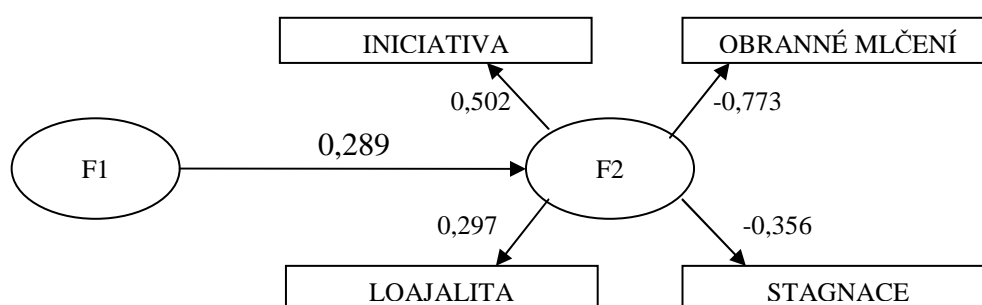 INICIATIVA
OBRANNÉ MLČENÍ
0,502
-0,773
0,289
F1
F2
0,297
-0,356
LOAJALITA
STAGNACE